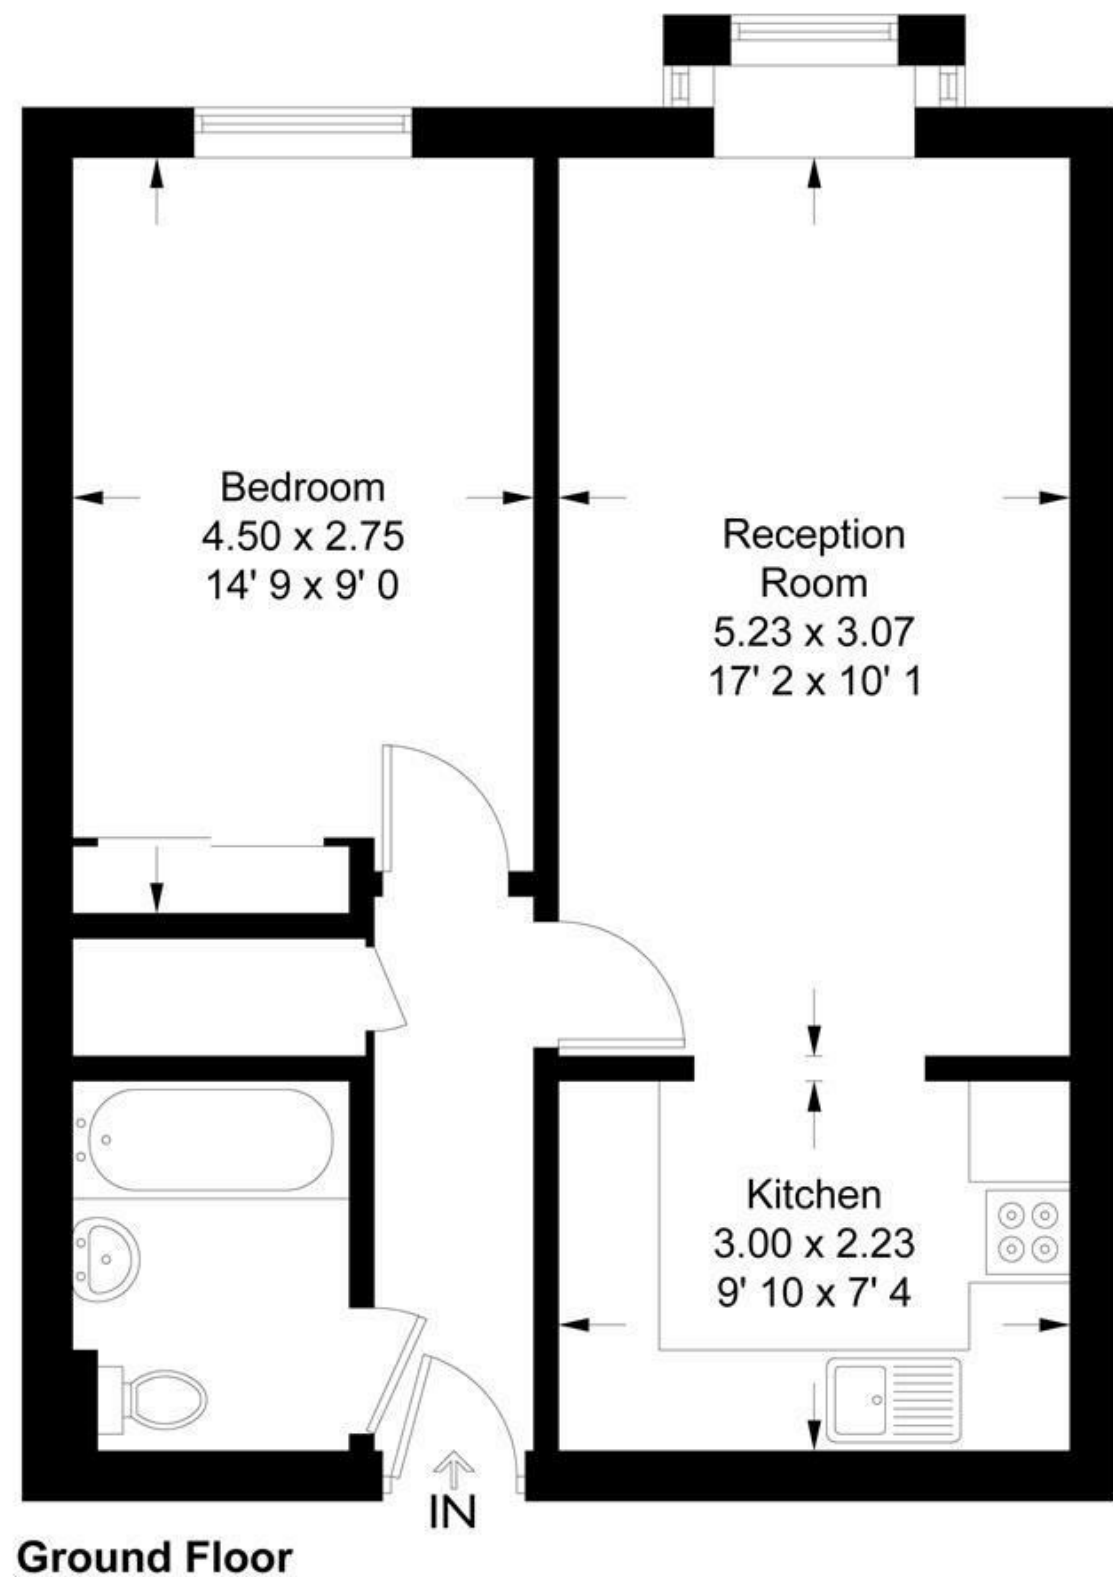 Bedroom
4.50 x 2.75
14' 9 x 9' 0
Reception
Room
5.23 x 3.07
17' 2 x 10' 1
Kitchen
3.00 x 2.23
9' 10 x 7' 4
IN
Ground Floor